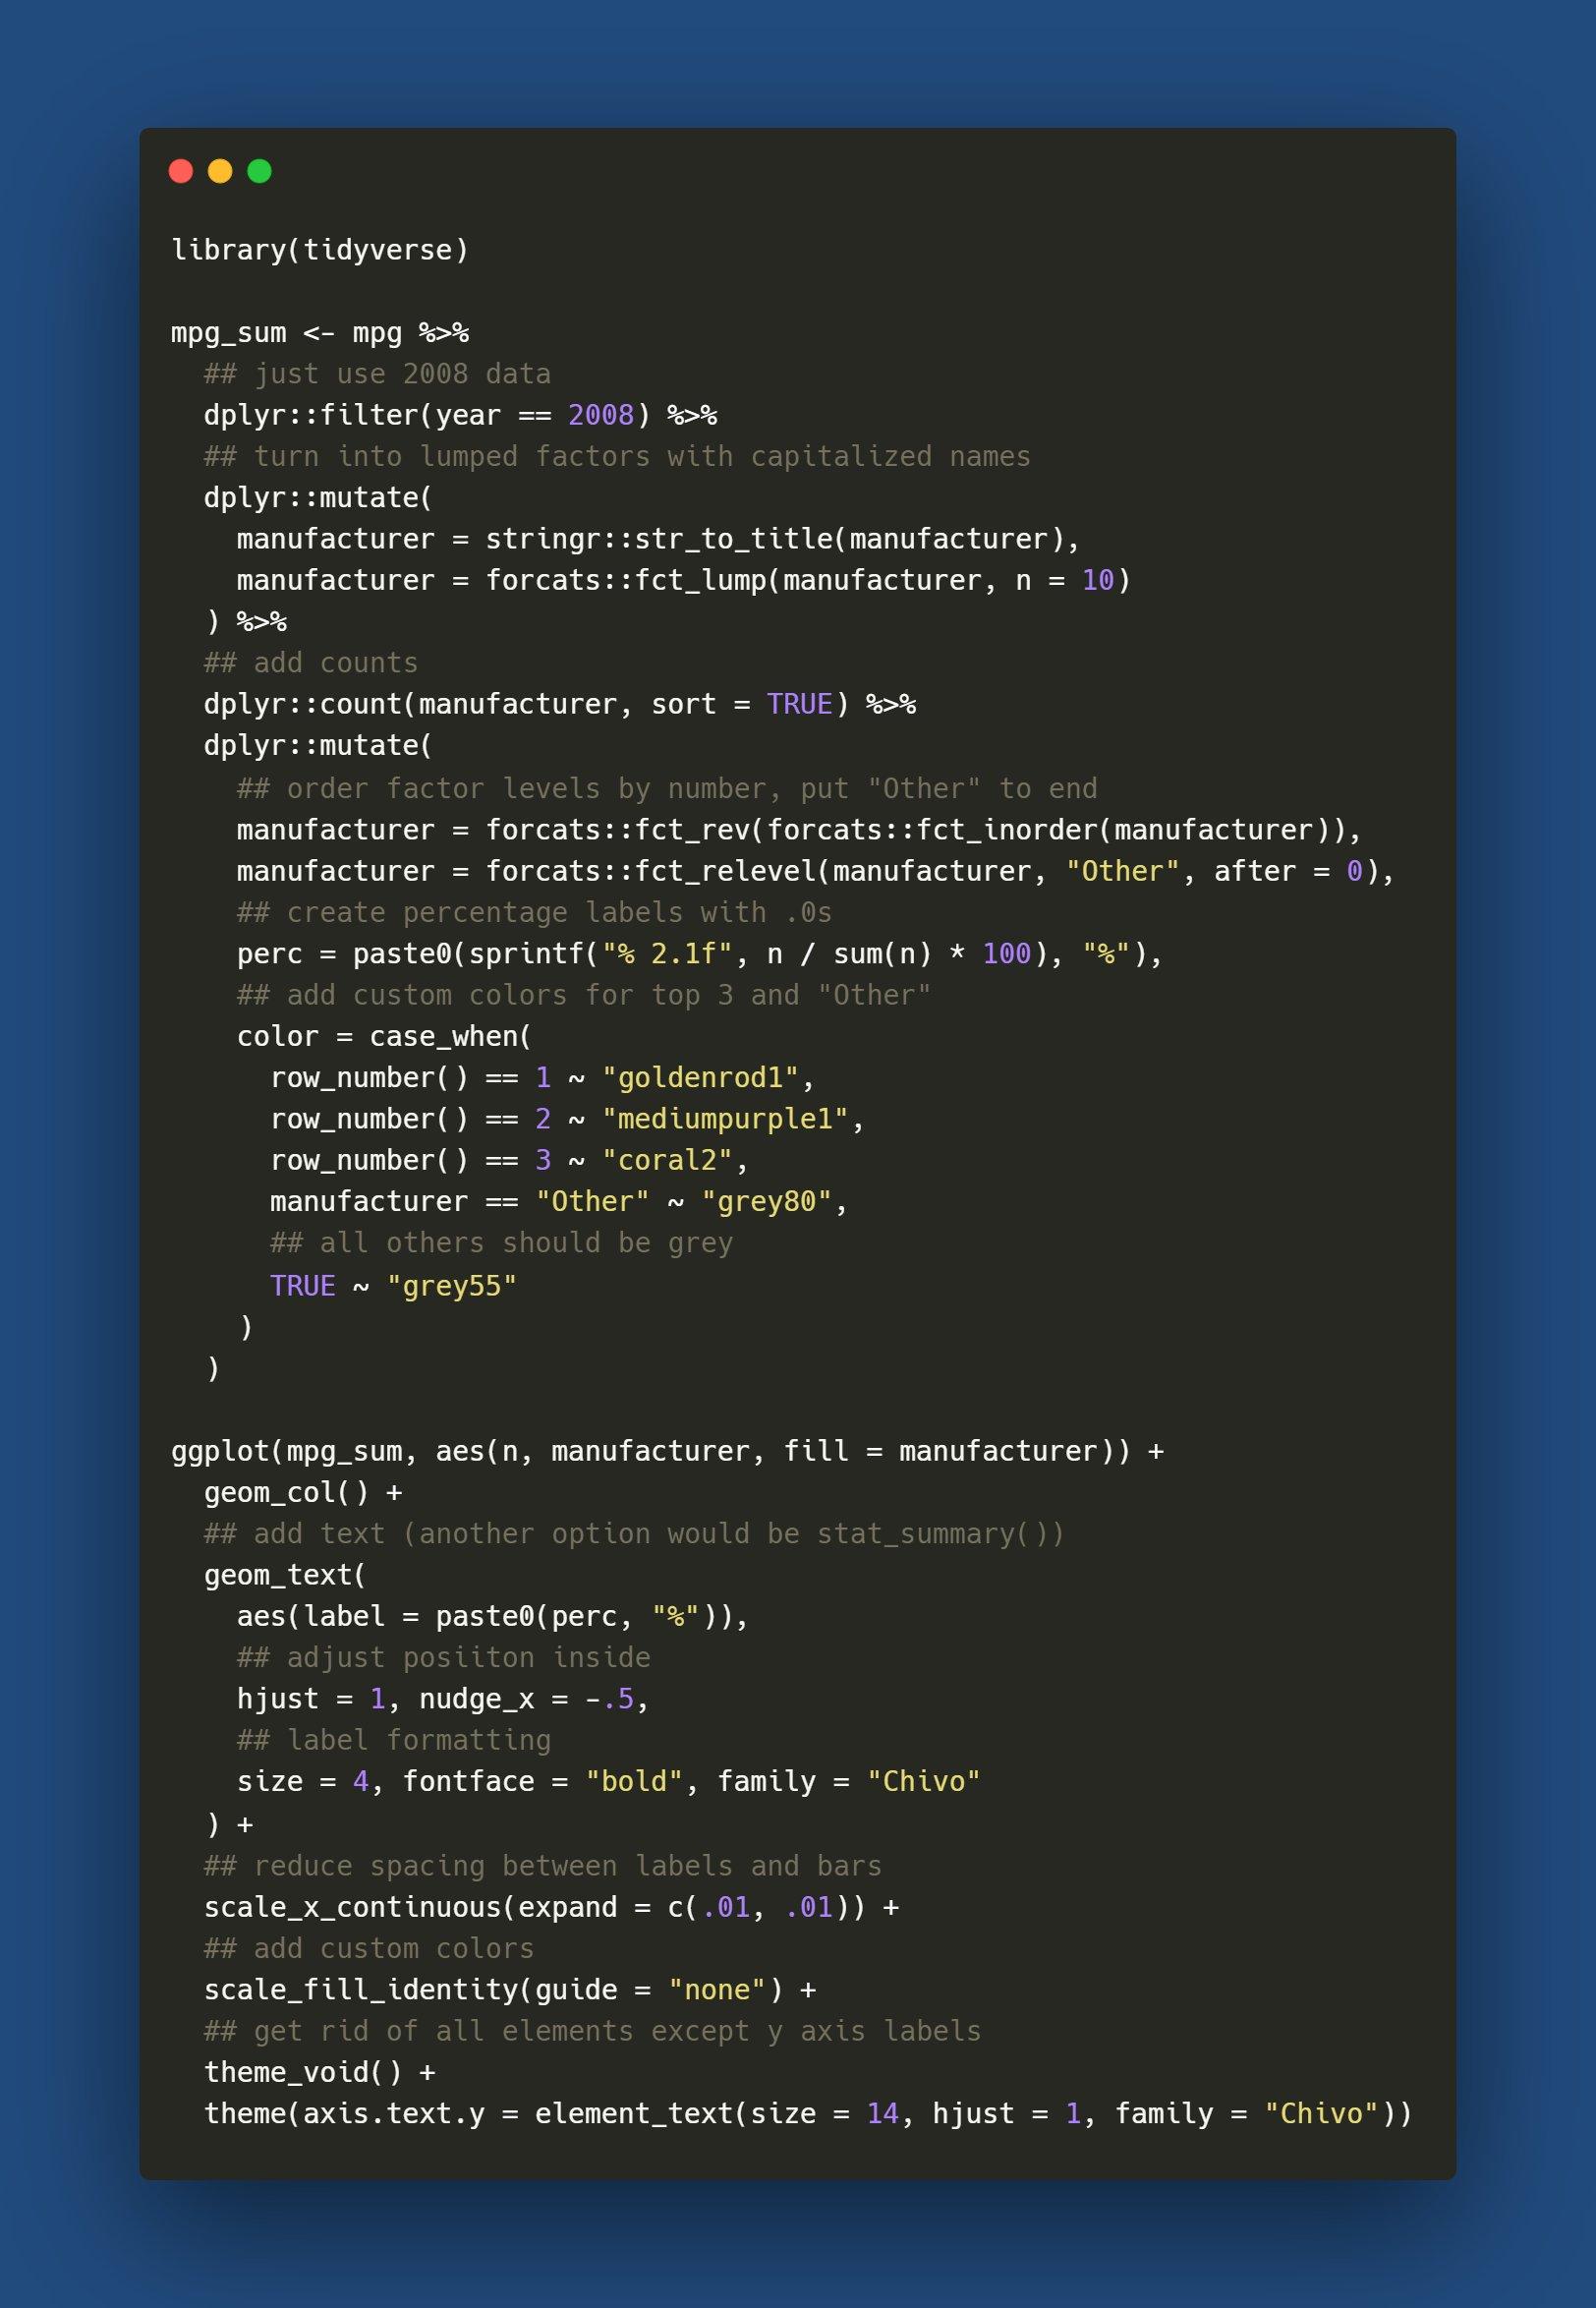 library(tidyverse)

mpg_sum <- mpg %>%
  ## just use 2008 data
  dplyr::filter(year == 2008) %>%
  ## turn into lumped factors with capitalized names
  dplyr::mutate(
    manufacturer = stringr::str_to_title(manufacturer),
    manufacturer = forcats::fct_lump(manufacturer, n = 10)
  ) %>%
  ## add counts
  dplyr::count(manufacturer, sort = TRUE) %>%
  dplyr::mutate(
    ## order factor levels by number, put "Other" to end
    manufacturer = forcats::fct_rev(forcats::fct_inorder(manufacturer)),
    manufacturer = forcats::fct_relevel(manufacturer, "Other", after = 0),
    ## create percentage labels with .0s
    perc = paste0(sprintf("% 2.1f", n / sum(n) * 100), "%"),
    ## add custom colors for top 3 and "Other"
    color = case_when(
      row_number() == 1 ~ "goldenrod1",
      row_number() == 2 ~ "mediumpurple1",
      row_number() == 3 ~ "coral2",
      manufacturer == "Other" ~ "grey80",
      ## all others should be grey
      TRUE ~ "grey55"
    )
  )

ggplot(mpg_sum, aes(n, manufacturer, fill = manufacturer)) +
  geom_col() +
  ## add text (another option would be stat_summary())
  geom_text(
    aes(label = paste0(perc, "%")),
    ## adjust posiiton inside
    hjust = 1, nudge_x = -.5,
    ## label formatting
    size = 4, fontface = "bold", family = "Chivo"
  ) +
  ## reduce spacing between labels and bars
  scale_x_continuous(expand = c(.01, .01)) +
  ## add custom colors
  scale_fill_identity(guide = "none") +
  ## get rid of all elements except y axis labels
  theme_void() +
  theme(axis.text.y = element_text(size = 14, hjust = 1, family = "Chivo"))